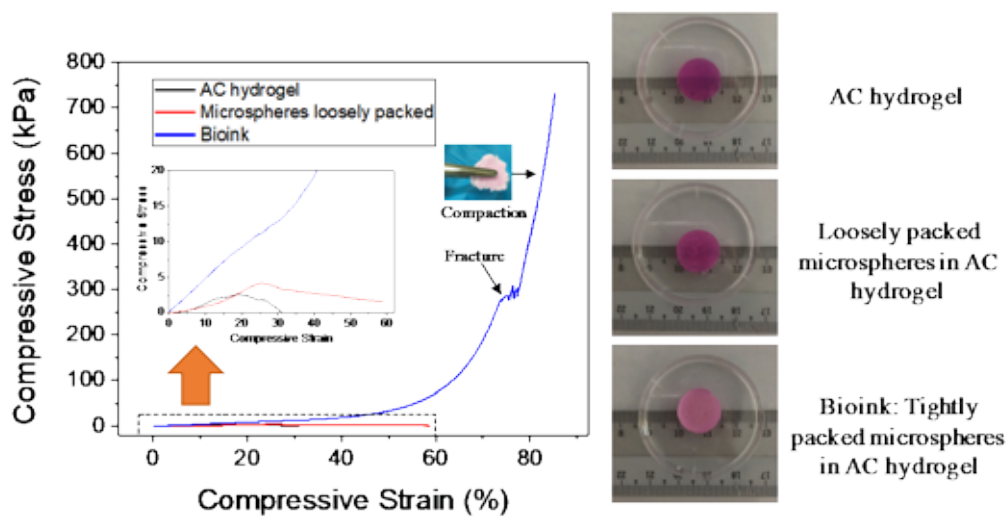 800
700
600
500
400
300
200
100
0
Compressive Stress (kPa)
AC hydrogel
Microspheres loosely packed
Bioink
20
15
10
5
0
Compressive Stress
0 10 20 30 40 50 60
Compressive Strain
Compaction
Fracture
0 20 40 60 80
Compressive Strain (%)
AC hydrogel
Loosely packed
microspheres in AC
hydrogel
Bioink: Tightly
packed microspheres
in AC hydrogel